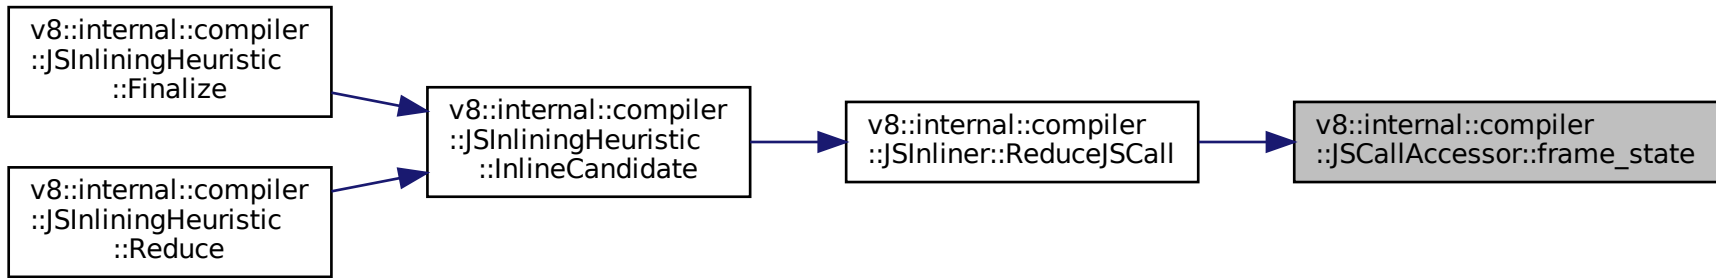 v8::internal::compiler
::JSInliningHeuristic
::Finalize
v8::internal::compiler
::JSInliningHeuristic
::Reduce
v8::internal::compiler
::JSInliningHeuristic
::InlineCandidate
v8::internal::compiler
::JSInliner::ReduceJSCall
v8::internal::compiler
::JSCallAccessor::frame_state